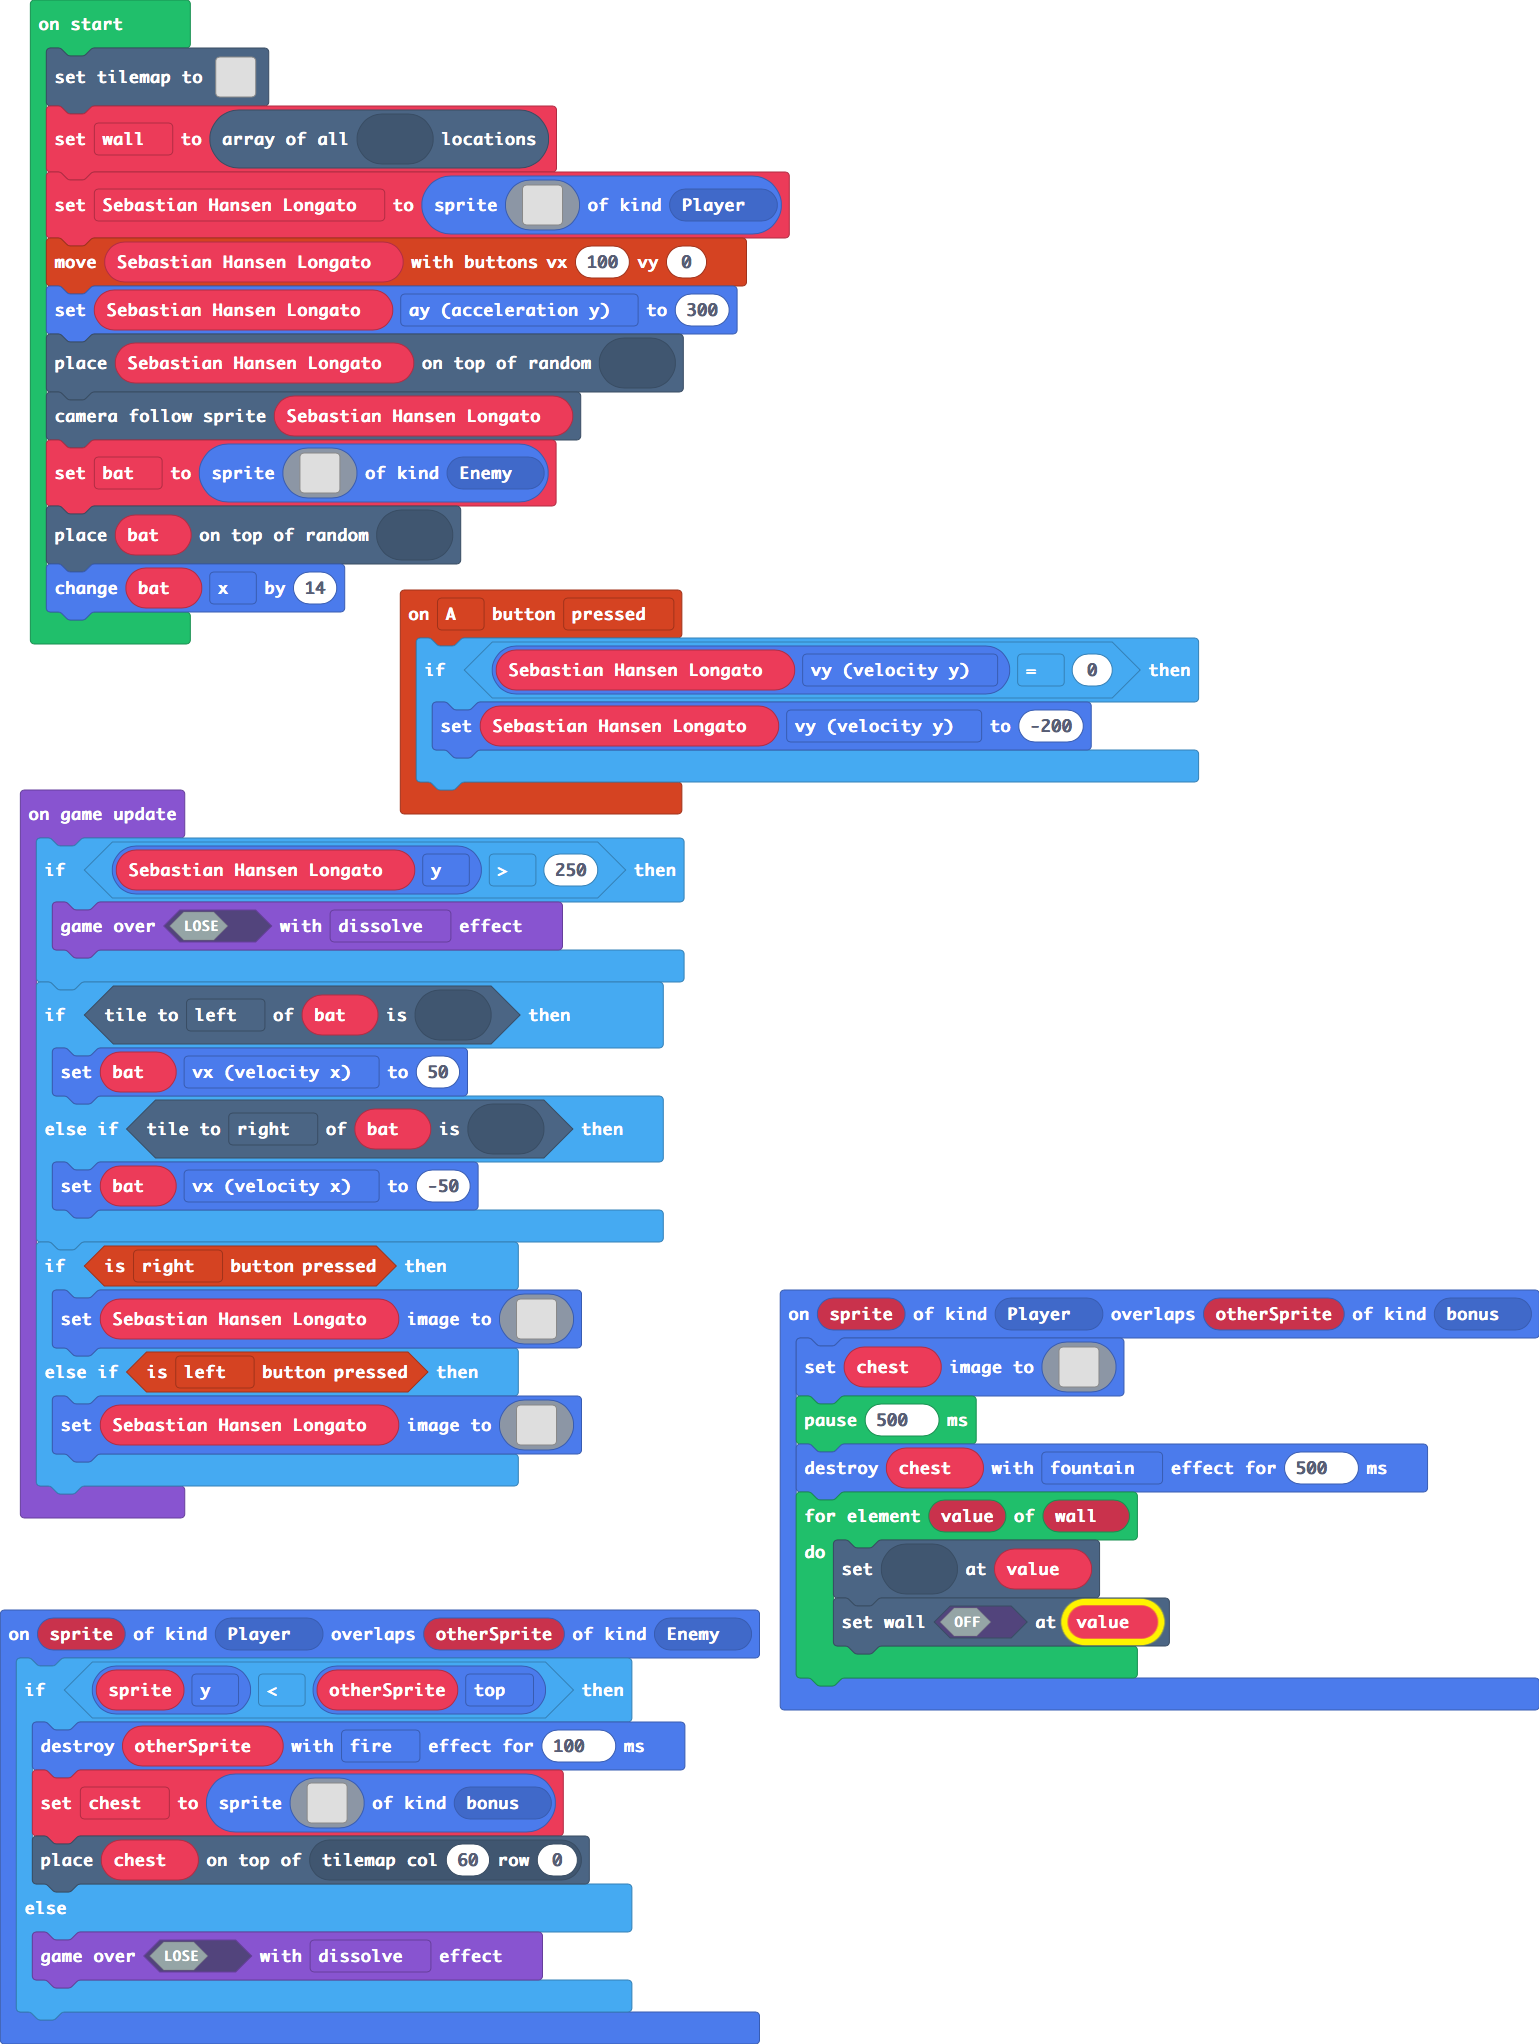 on start
set tilemap to
set wall to array of all locations
set Sebastian Hansen Longato to sprite of kind Player
move Sebastian Hansen Longato with buttons vx 100 vy 0
set Sebastian Hansen Longato ay (acceleration y) to 300
place Sebastian Hansen Longato on top of random
camera follow sprite Sebastian Hansen Longato
set bat to sprite of kind Enemy
place bat on top of random
change bat x by 14
on A button pressed
if Sebastian Hansen Longato vy (velocity y) = 0 then
set Sebastian Hansen Longato vy (velocity y) to -200
on game update
if Sebastian Hansen Longato y > 250 then
game over LOSE with dissolve effect
if tile to left of bat is then
set bat vx (velocity x) to 50
else if tile to right of bat is then
set bat vx (velocity x) to -50
if is right button pressed then
set Sebastian Hansen Longato image to
else if is left button pressed then
set Sebastian Hansen Longato image to
on sprite of kind Player overlaps otherSprite of kind bonus
set chest image to
pause 500 ms
destroy chest with fountain effect for 500 ms
for element value of wall
do
set at value
set wall OFF at value
on sprite of kind Player overlaps otherSprite of kind Enemy
if sprite y < otherSprite top then
destroy otherSprite with fire effect for 100 ms
set chest to sprite of kind bonus
place chest on top of tilemap col 60 row 0
else
game over LOSE with dissolve effect